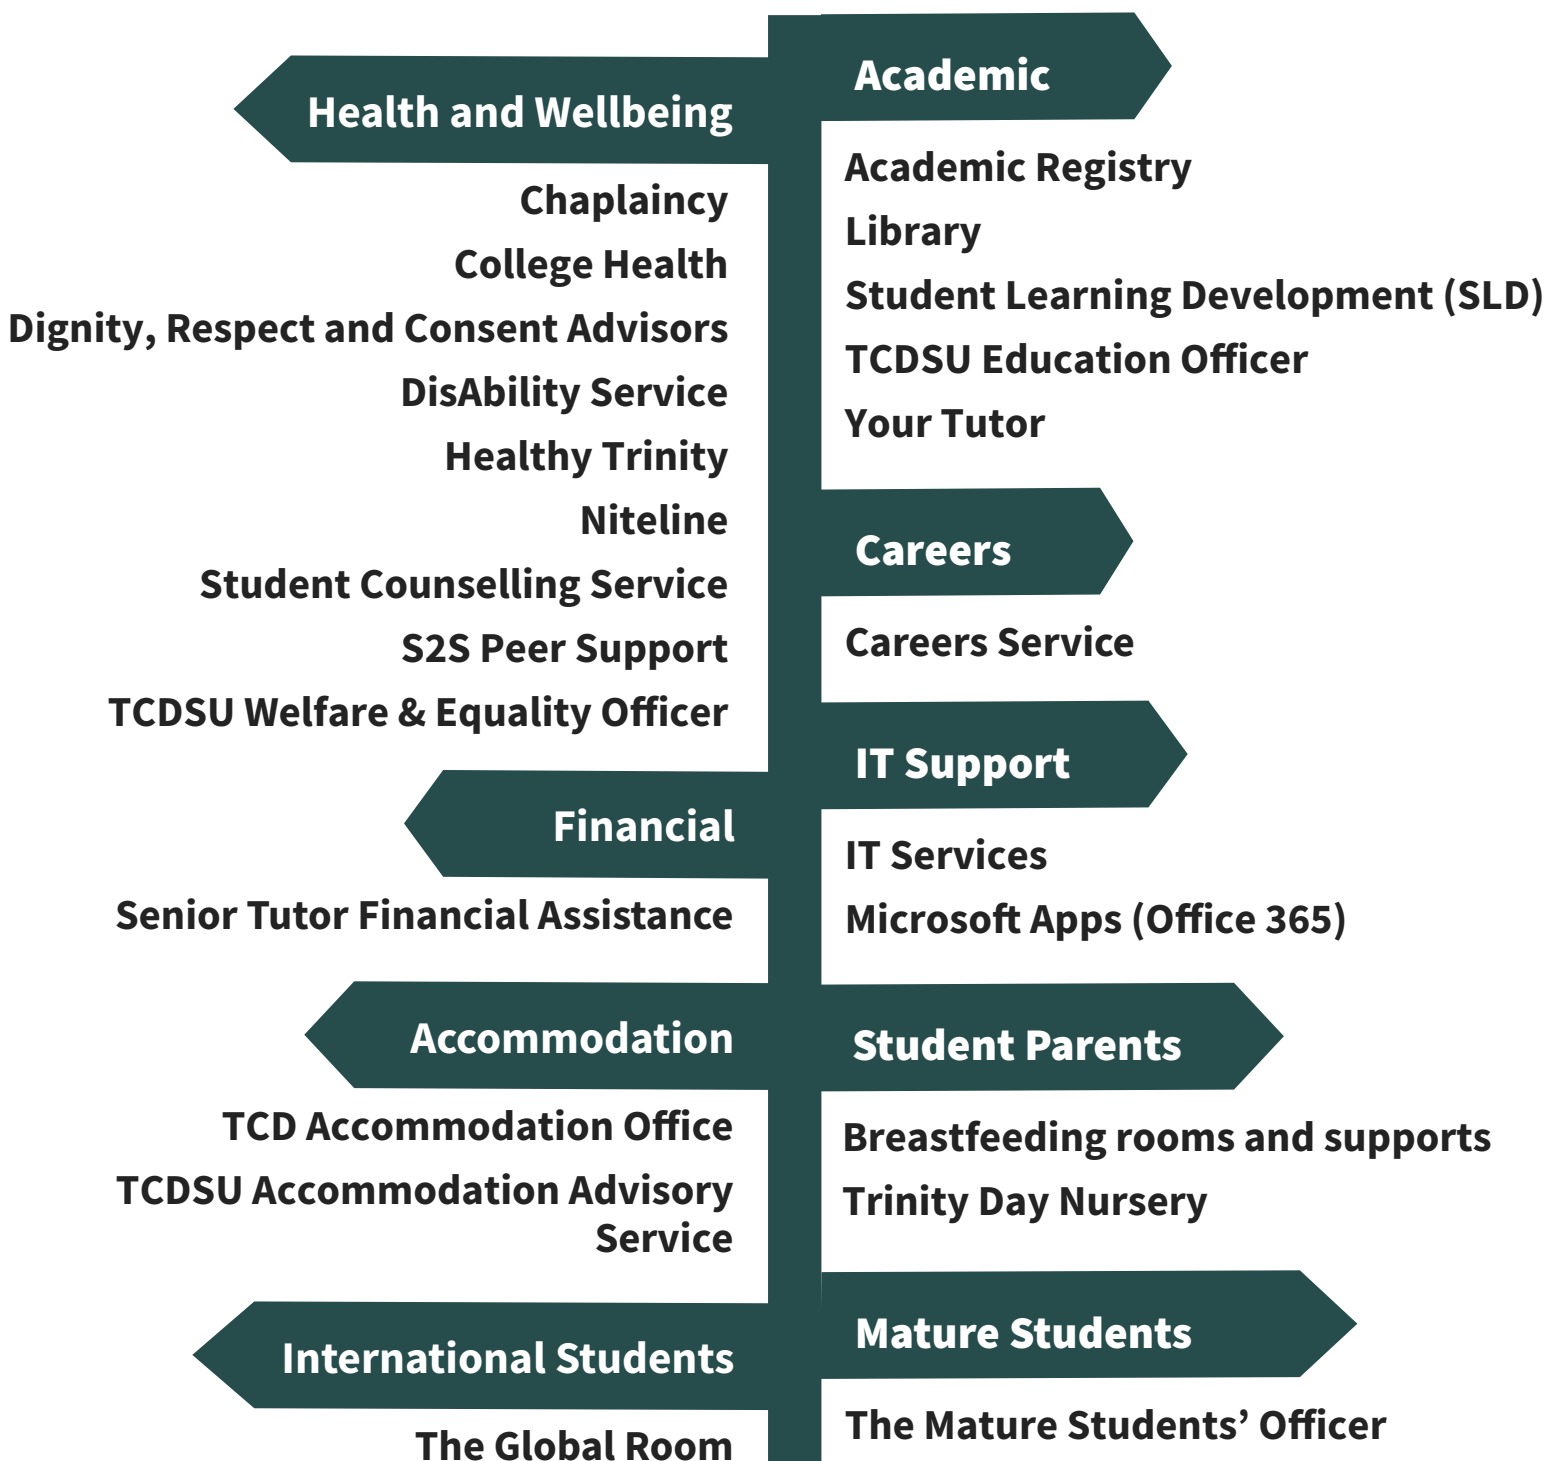 Health and Wellbeing
Chaplaincy
College Health
Dignity, Respect and Consent Advisors
DisAbility Service
Healthy Trinity
Niteline
Student Counselling Service
S2S Peer Support
TCDSU Welfare & Equality Officer
Financial
Senior Tutor Financial Assistance
Accommodation
TCD Accommodation Office
TCDSU Accommodation Advisory
Service
International Students
The Global Room
Academic
Academic Registry
Library
Student Learning Development (SLD)
TCDSU Education Officer
Your Tutor
Careers
Careers Service
IT Support
IT Services
Microsoft Apps (Office 365)
Student Parents
Breastfeeding rooms and supports
Trinity Day Nursery
Mature Students
The Mature Students’ Officer